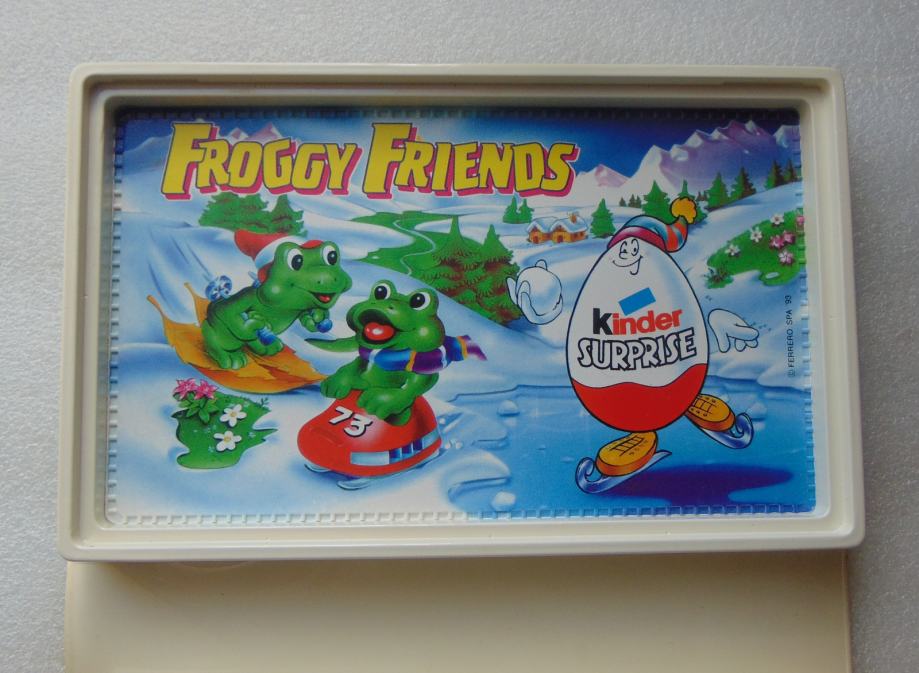 FROGGY FRIENDS
kinder
SURPRISE
73
© FERRERO SPA '93